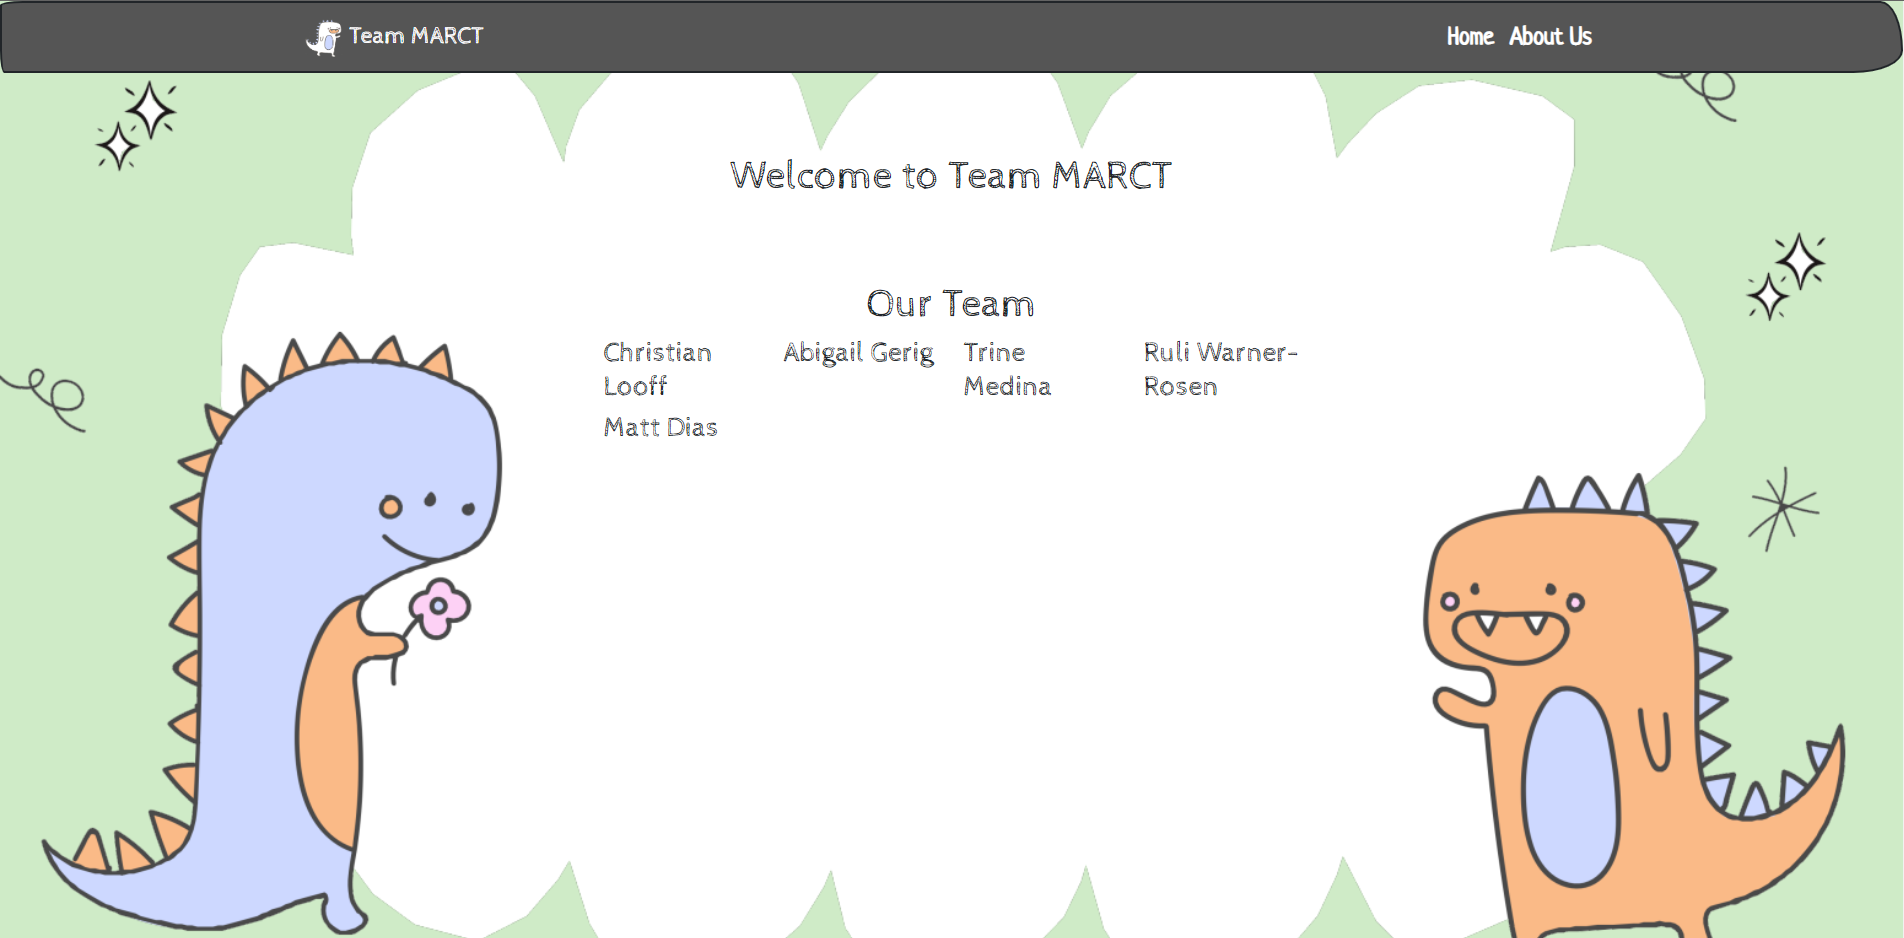 Team MARCT
Home About Us
Welcome to Team MARCT
Our Team
Christian
Looff
Abigail Gerig
Trine
Medina
Ruli Warner-
Rosen
Matt Dias